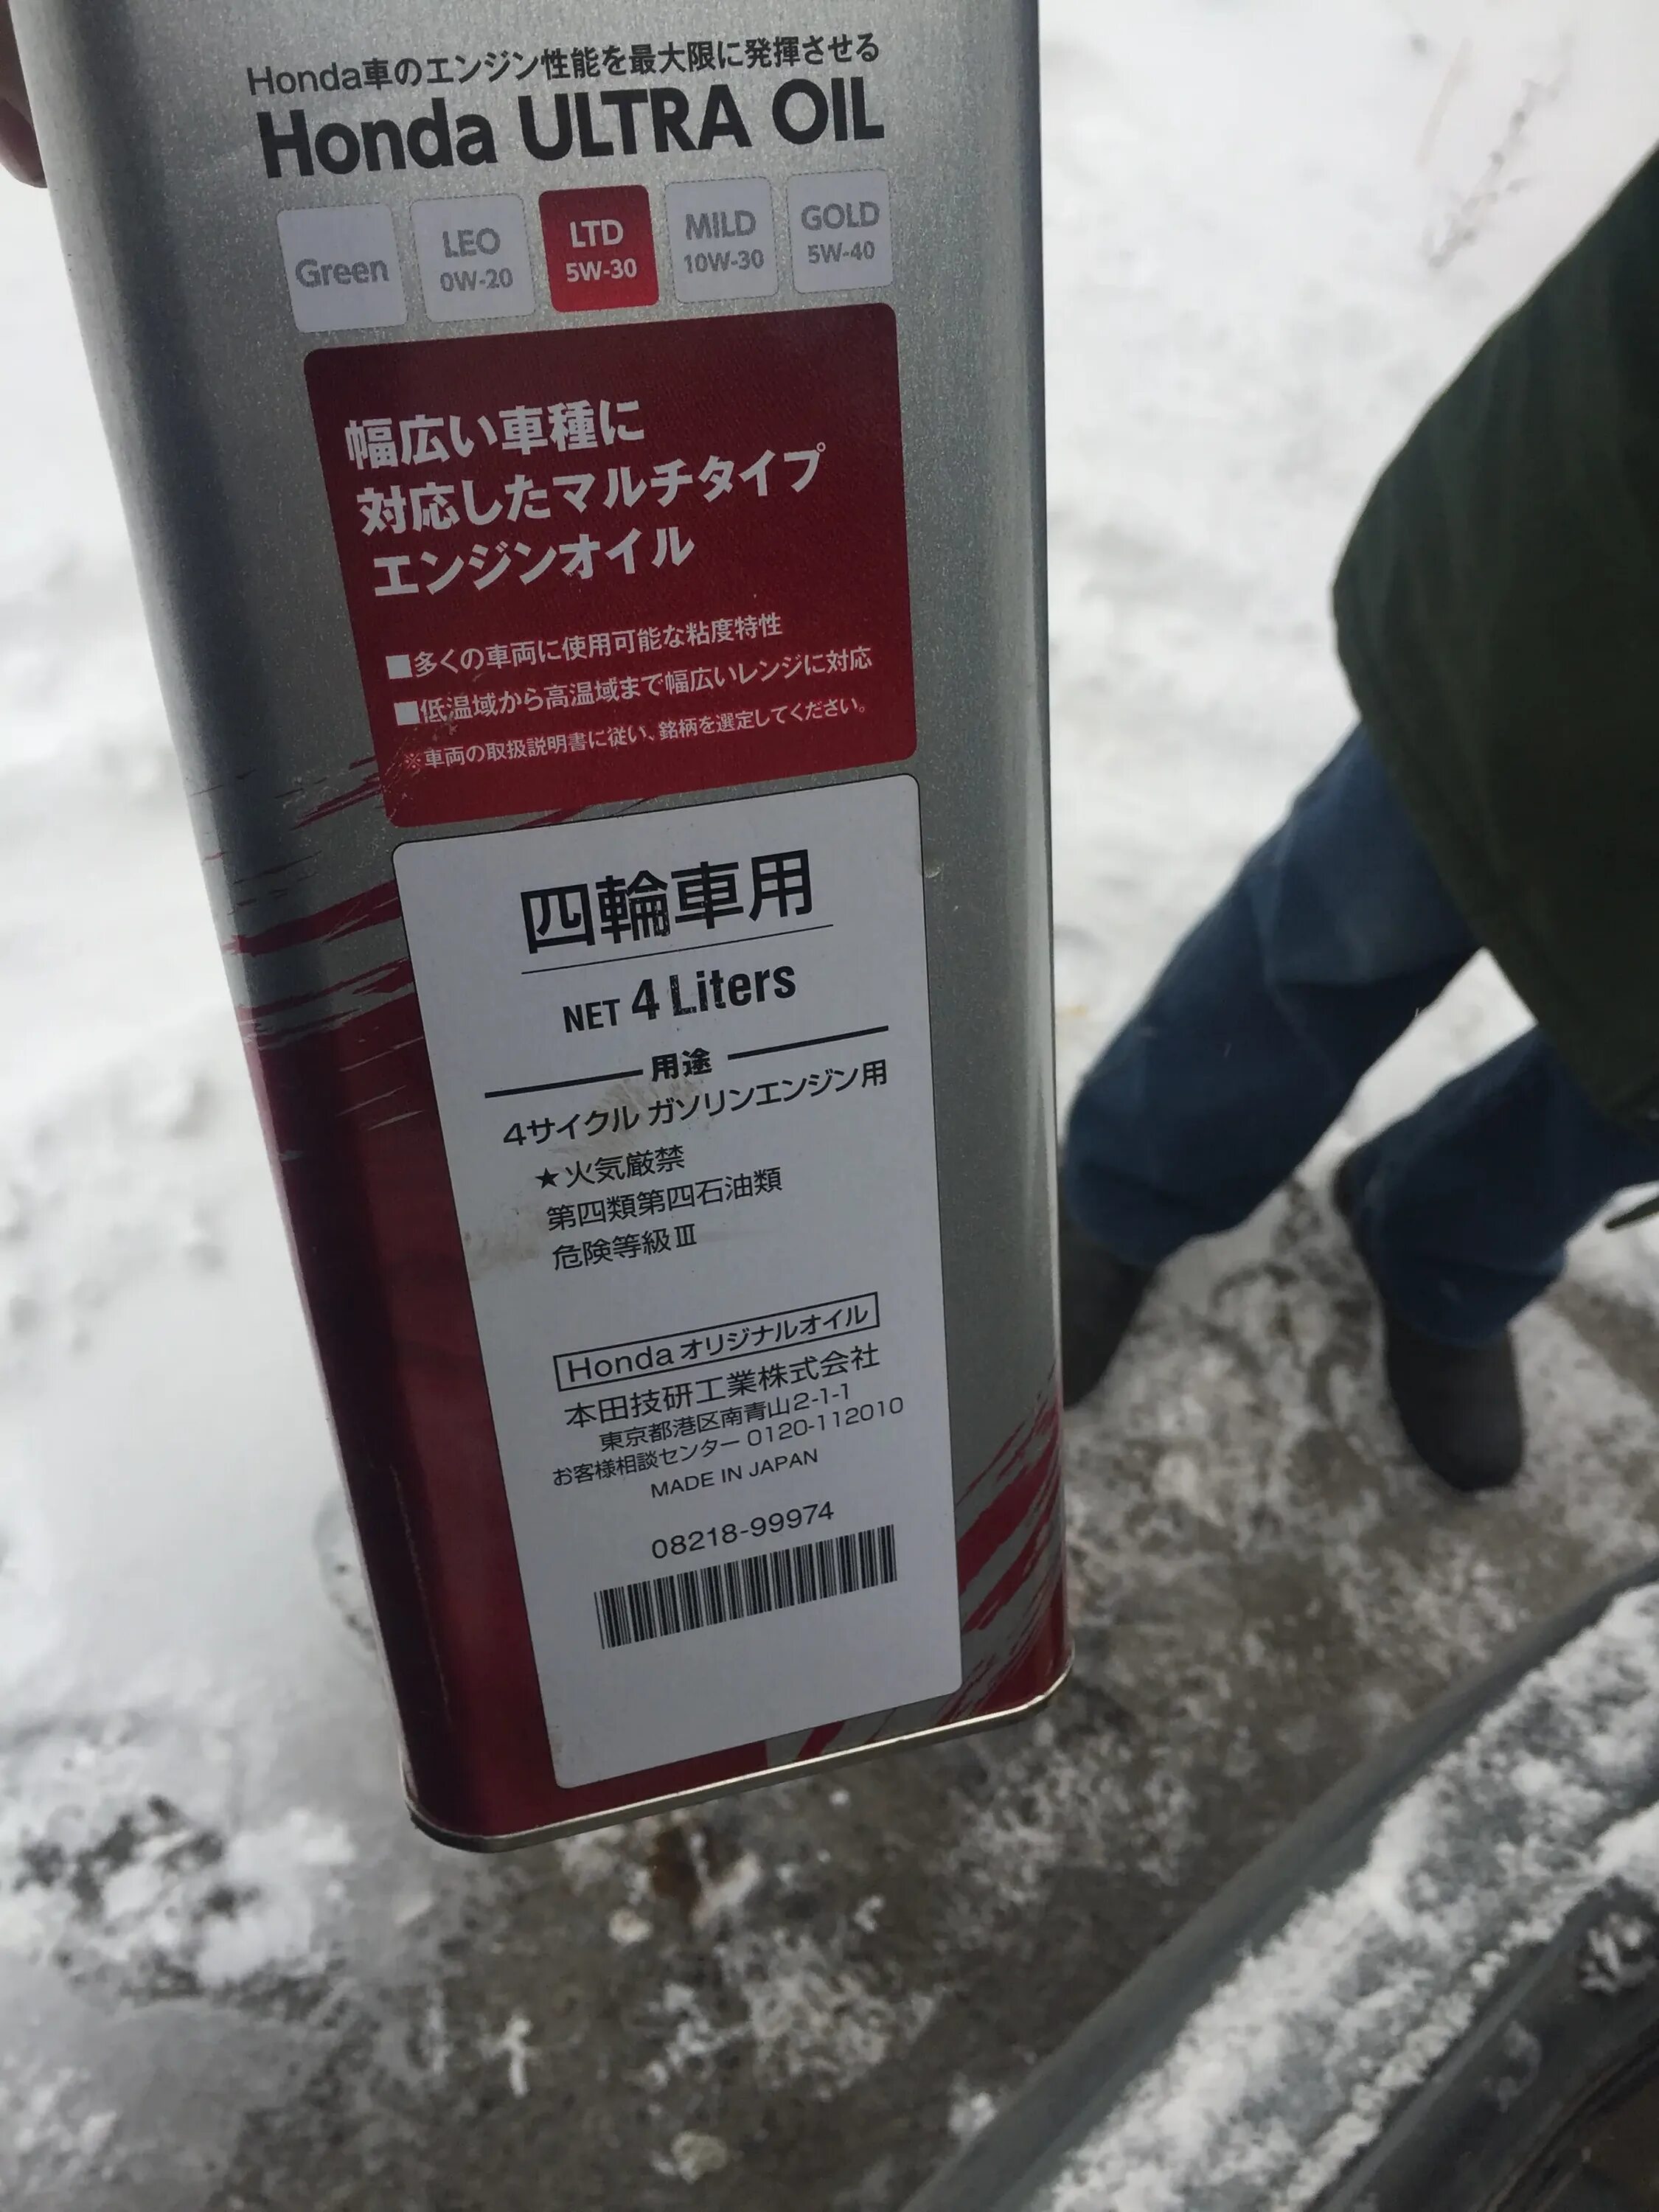 Honda車のエンジン性能を最大限に発揮させる
Honda ULTRA OIL
Green
LEO
0W-20
LTD
5W-30
MILD
10W-30
GOLD
5W-40
幅広い車種に
対応したマルチタイプ
エンジンオイル
■多くの車両に使用可能な粘度特性
■低温域から高温域まで幅広いレンジに対応
※車両の取扱説明書に従い、銘柄を選定してください。
四輪車用
NET 4 Liters
用途
4サイクル ガソリンエンジン用
★火気厳禁
第四類第四石油類
危険等級Ⅲ
Hondaオリジナルオイル
本田技研工業株式会社
東京都港区南青山2-1-1
お客様相談センター 0120-112010
MADE IN JAPAN
08218-99974